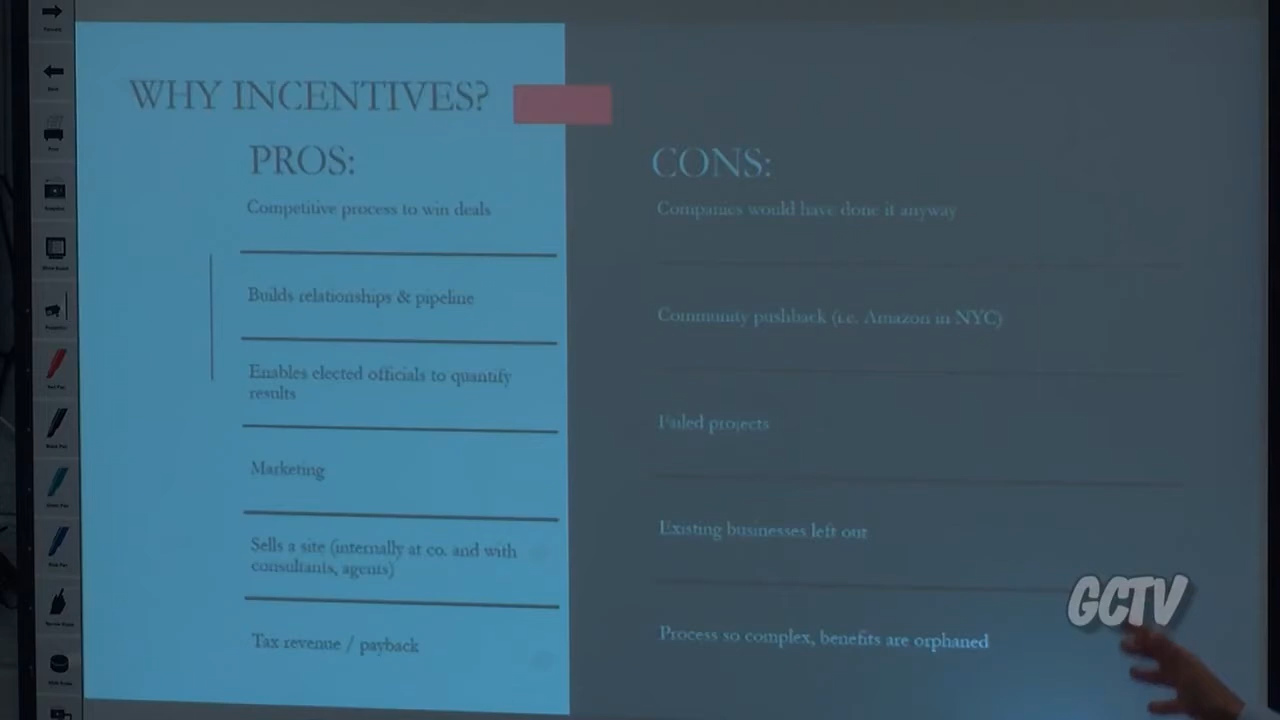 WHY INCENTIVES?
PROS:
Competitive process to win deals
Builds relationships & pipeline
Enables elected officials to quantify
results
Marketing
Sells a site (internally at co. and with
consultants, agents)
Tax revenue / payback
CONS:
Companies would have done it anyway
Community pushback (i.e. Amazon in NYC)
Failed projects
Existing businesses left out
Process so complex, benefits are orphaned
GCTV